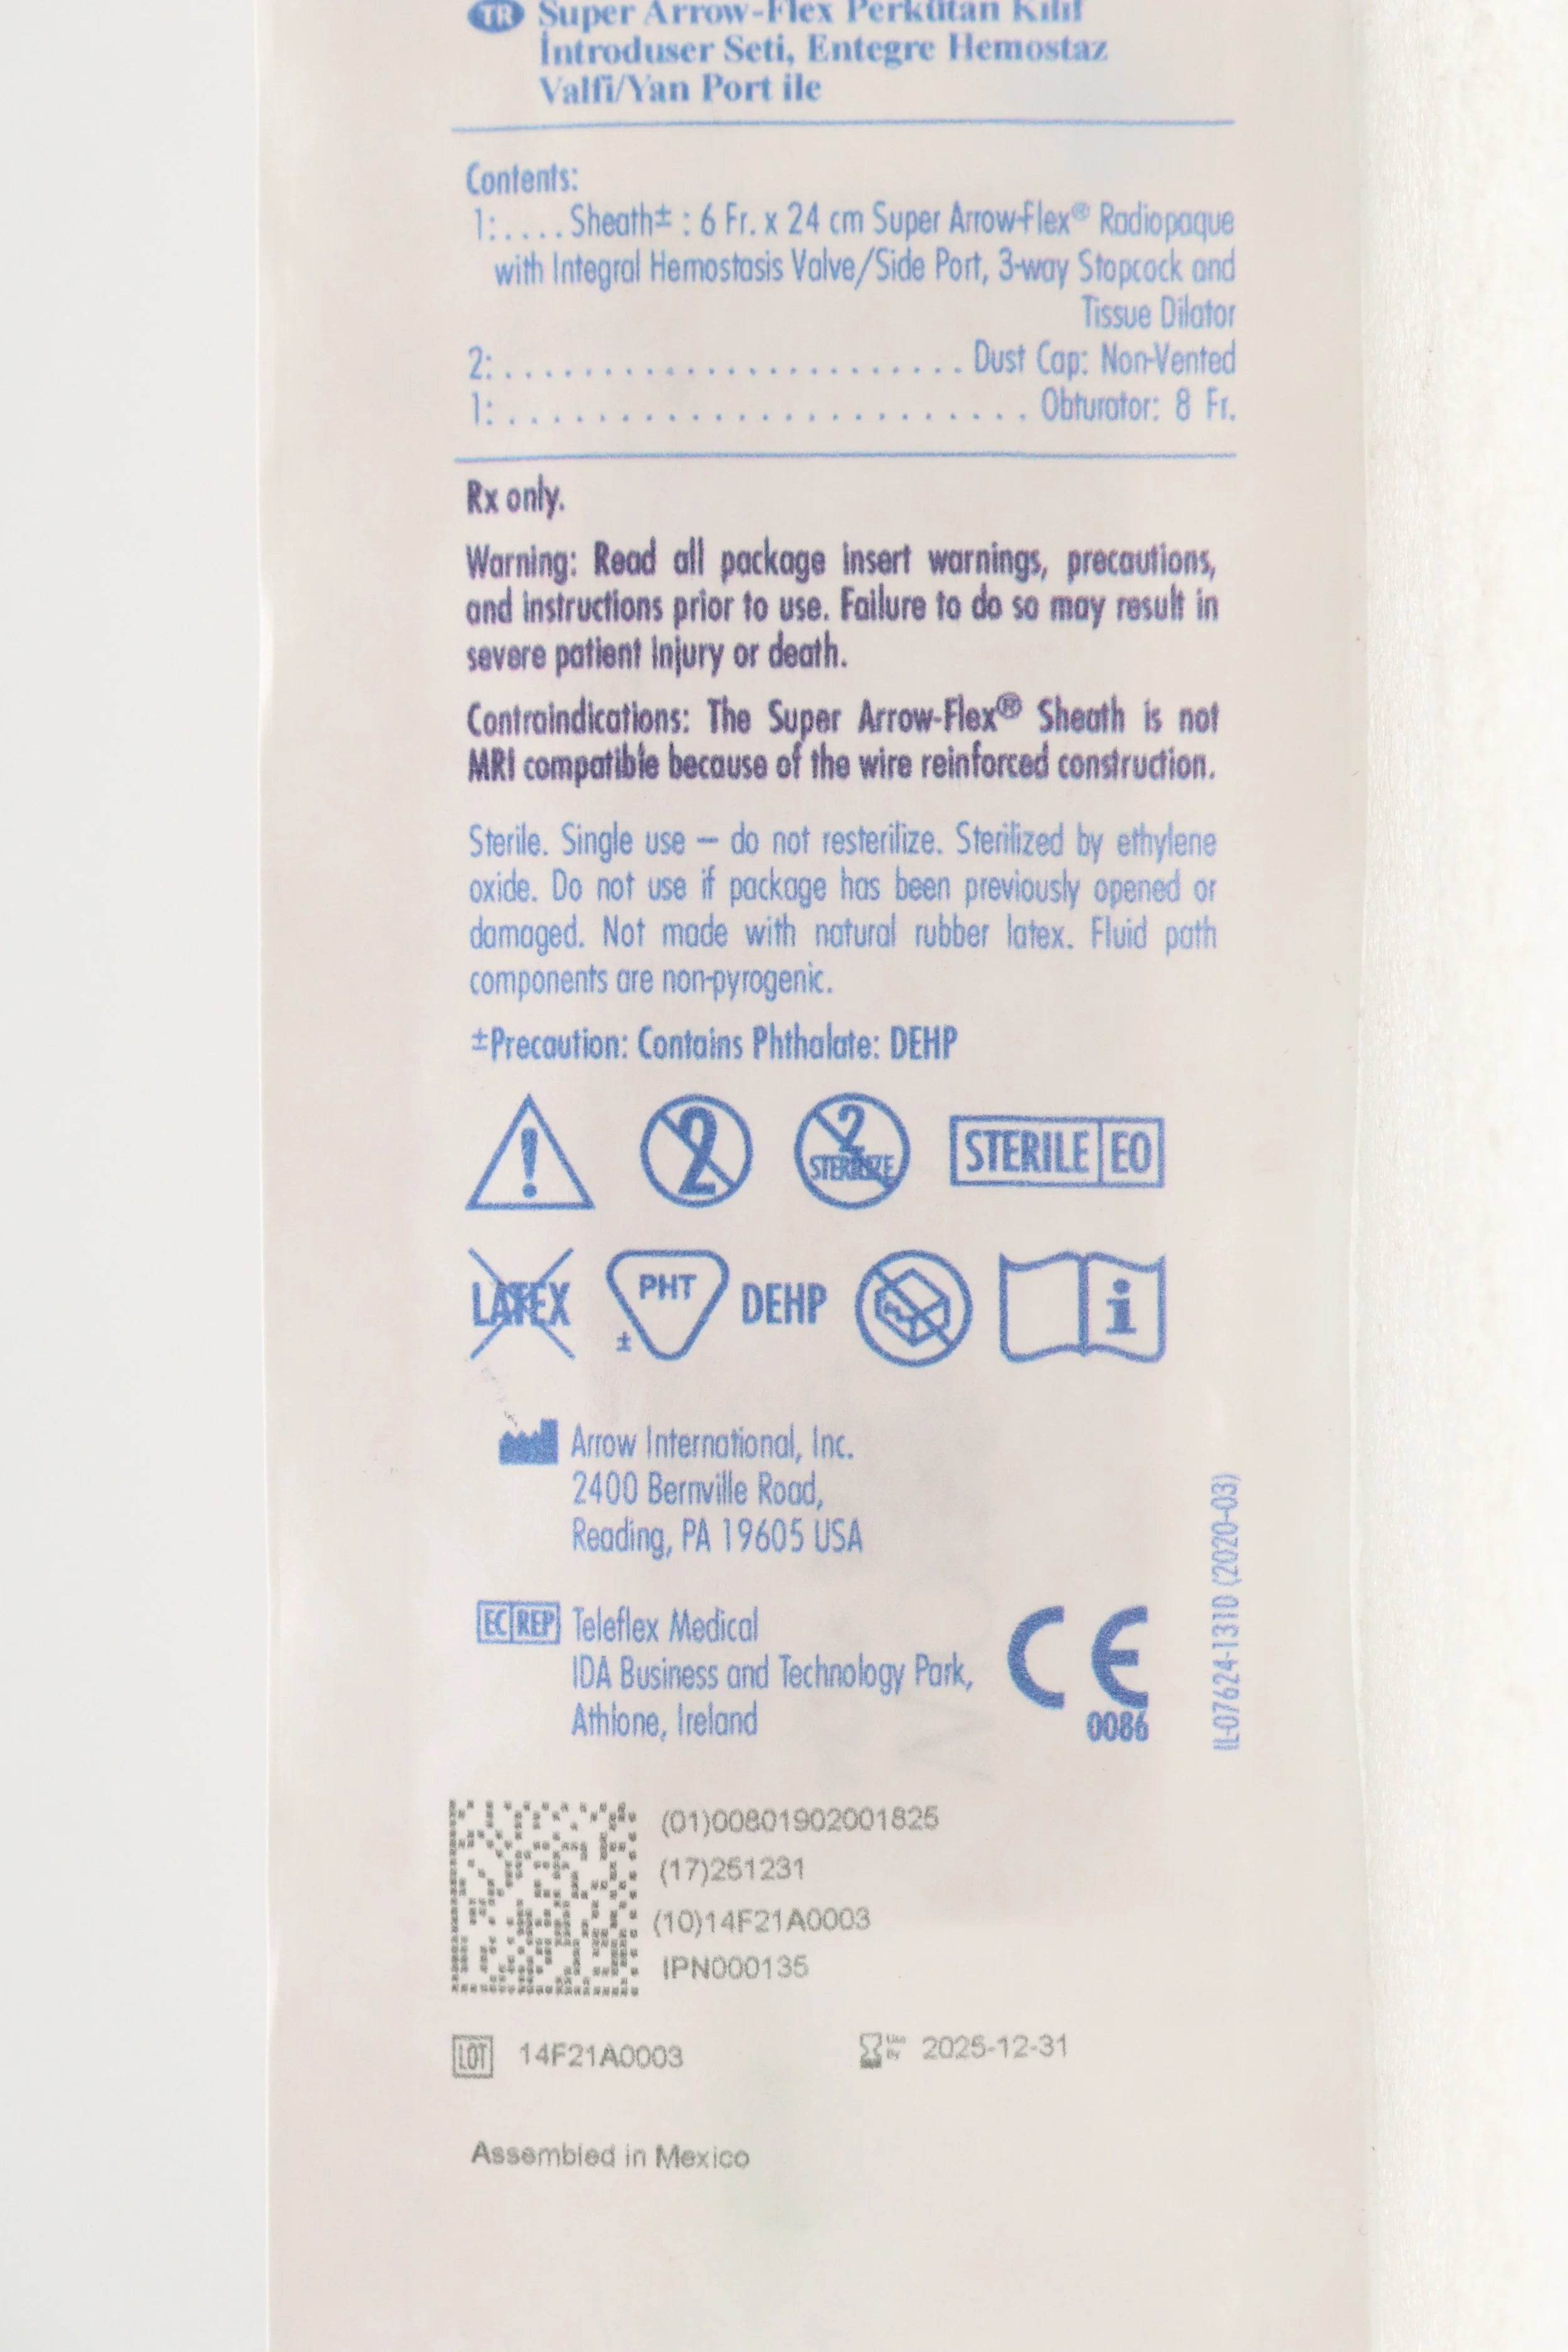 TR Super Arrow-Flex Perkütan Kılıf
İntroduser Seti, Entegre Hemostaz
Valfi/Yan Port ile
Contents:
1:.....Sheath± : 6 Fr. x 24 cm Super Arrow-Flex® Radiopaque
with Integral Hemostasis Valve/Side Port, 3-way Stopcock and
Tissue Dilator
2:......................... Dust Cap: Non-Vented
1:............................ Obturator: 8 Fr.
Rx only.
Warning: Read all package insert warnings, precautions,
and instructions prior to use. Failure to do so may result in
severe patient injury or death.
Contraindications: The Super Arrow-Flex® Sheath is not
MRI compatible because of the wire reinforced construction.
Sterile. Single use – do not resterilize. Sterilized by ethylene
oxide. Do not use if package has been previously opened or
damaged. Not made with natural rubber latex. Fluid path
components are non-pyrogenic.
±Precaution: Contains Phthalate: DEHP
! 2 2 STERILIZE STERILE EO
LATEX PHT ± DEHP i
Arrow International, Inc.
2400 Bernville Road,
Reading, PA 19605 USA
EC REP Teleflex Medical
IDA Business and Technology Park,
Athlone, Ireland
CE
0086
IL-07624-131D (2020-03)
(01)00801902001825
(17)251231
(10)14F21A0003
IPN000135
LOT 14F21A0003
Use By 2025-12-31
Assembled in Mexico